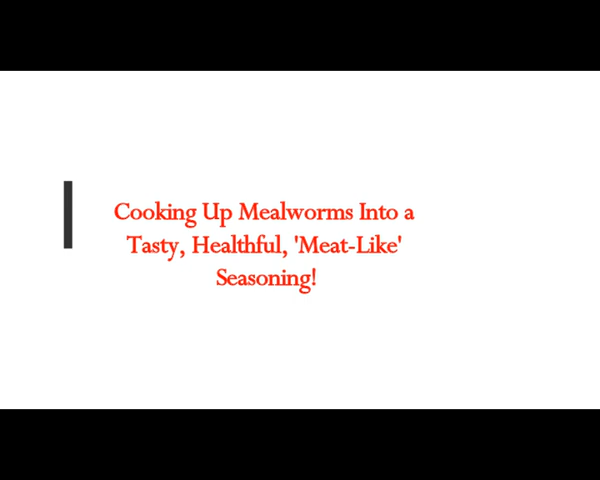 Cooking Up Mealworms Into a
Tasty, Healthful, 'Meat-Like'
Seasoning!